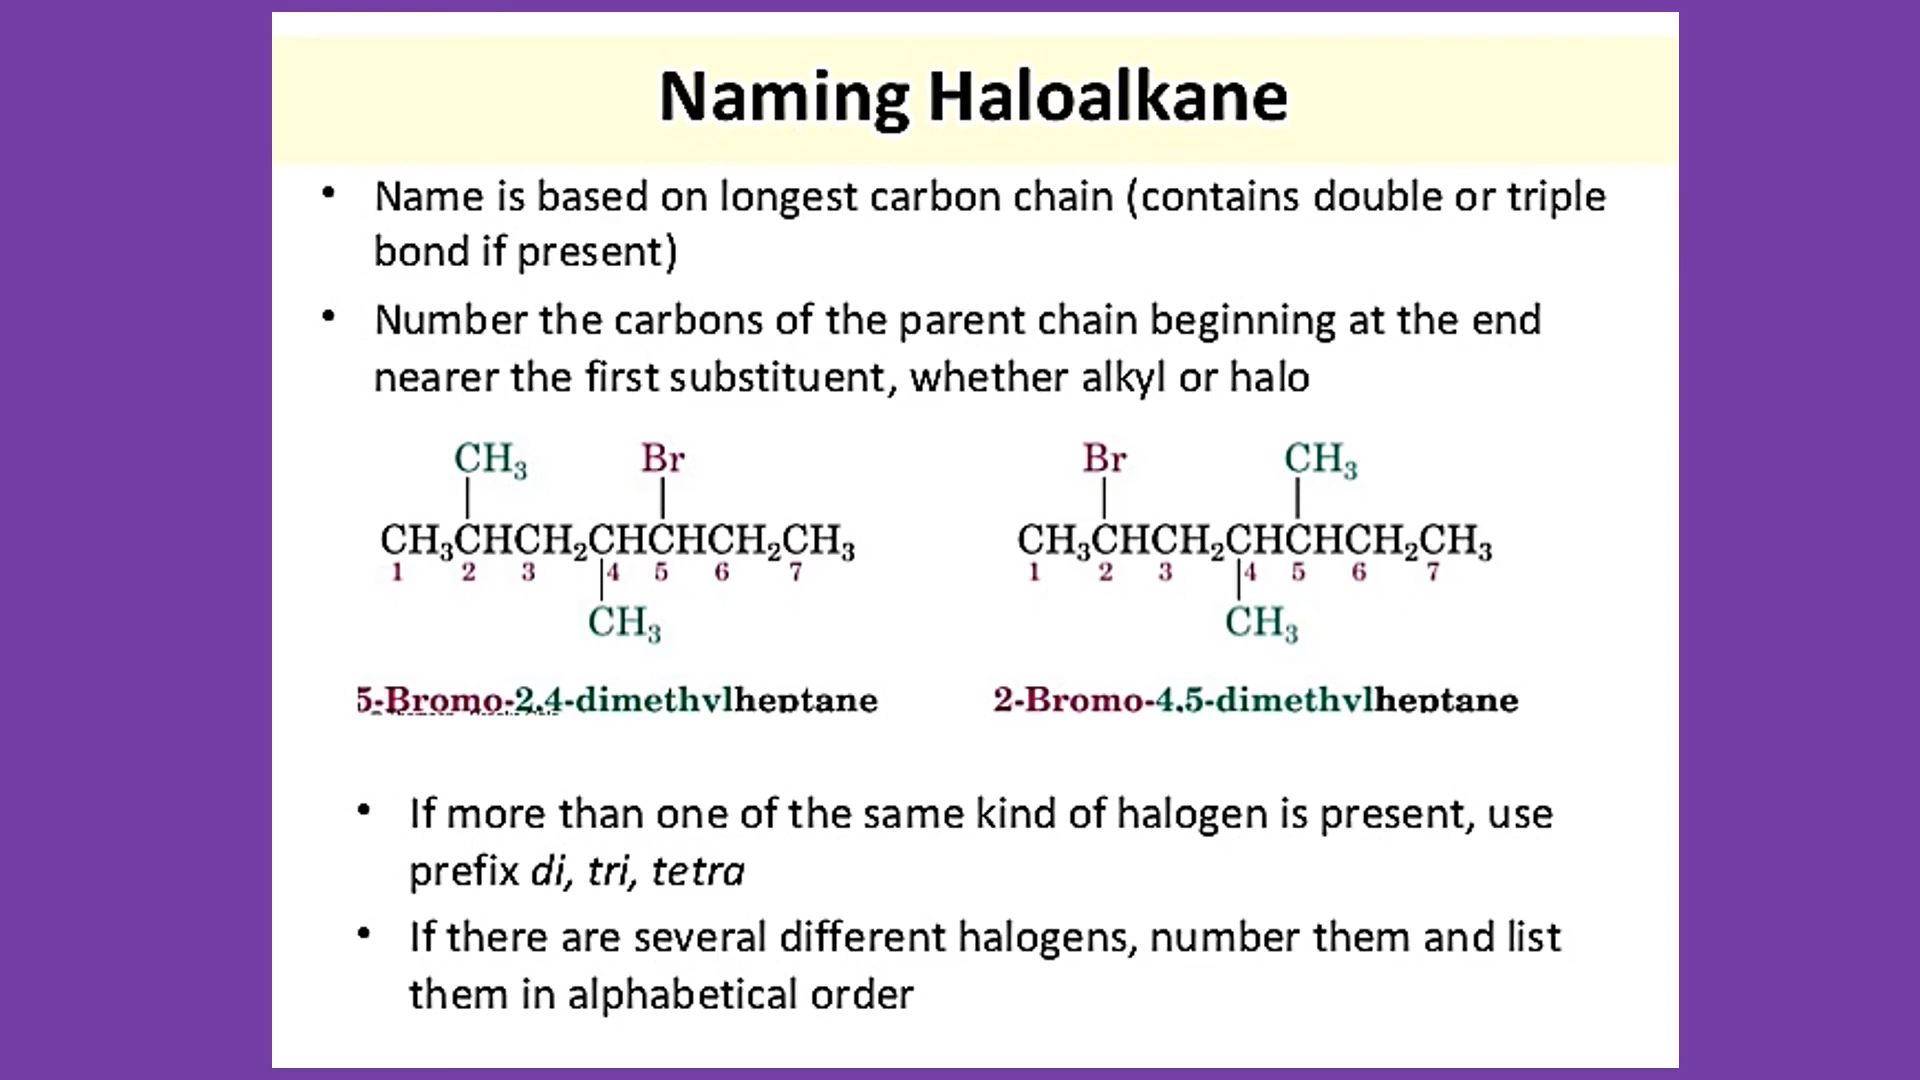 Naming Haloalkane
• Name is based on longest carbon chain (contains double or triple
bond if present)
• Number the carbons of the parent chain beginning at the end
nearer the first substituent, whether alkyl or halo
CH₃ Br
CH₃CHCH₂CHCHCH₂CH₃
1 2 3 4 5 6 7
CH₃
5-Bromo-2,4-dimethylheptane
Br CH₃
CH₃CHCH₂CHCHCH₂CH₃
1 2 3 4 5 6 7
CH₃
2-Bromo-4,5-dimethylheptane
• If more than one of the same kind of halogen is present, use
prefix di, tri, tetra
• If there are several different halogens, number them and list
them in alphabetical order